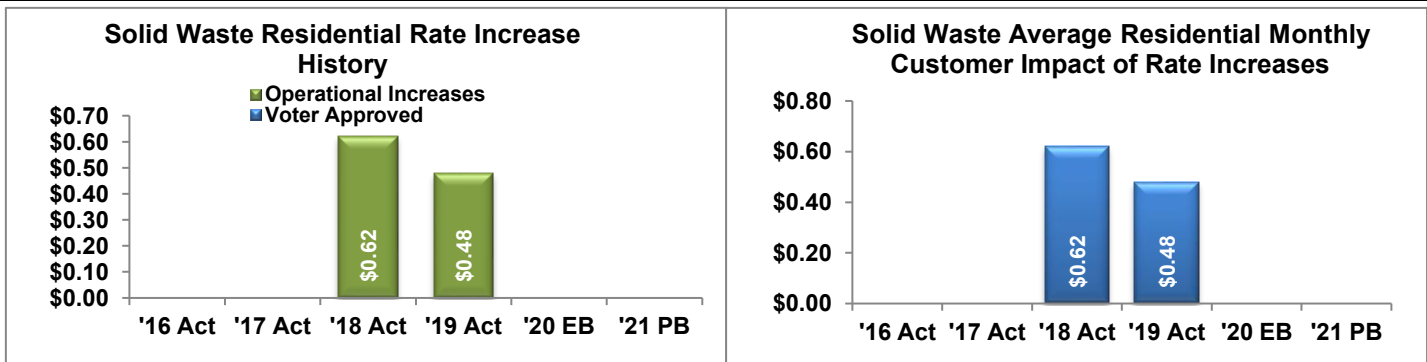 Solid Waste Residential Rate Increase
History
Operational Increases
Voter Approved
$0.70
$0.60
$0.50
$0.40
$0.30
$0.20
$0.10
$0.00
$0.62
$0.48
'16 Act '17 Act '18 Act '19 Act '20 EB '21 PB
Solid Waste Average Residential Monthly
Customer Impact of Rate Increases
$0.80
$0.60
$0.40
$0.20
$0.00
$0.62
$0.48
'16 Act '17 Act '18 Act '19 Act '20 EB '21 PB